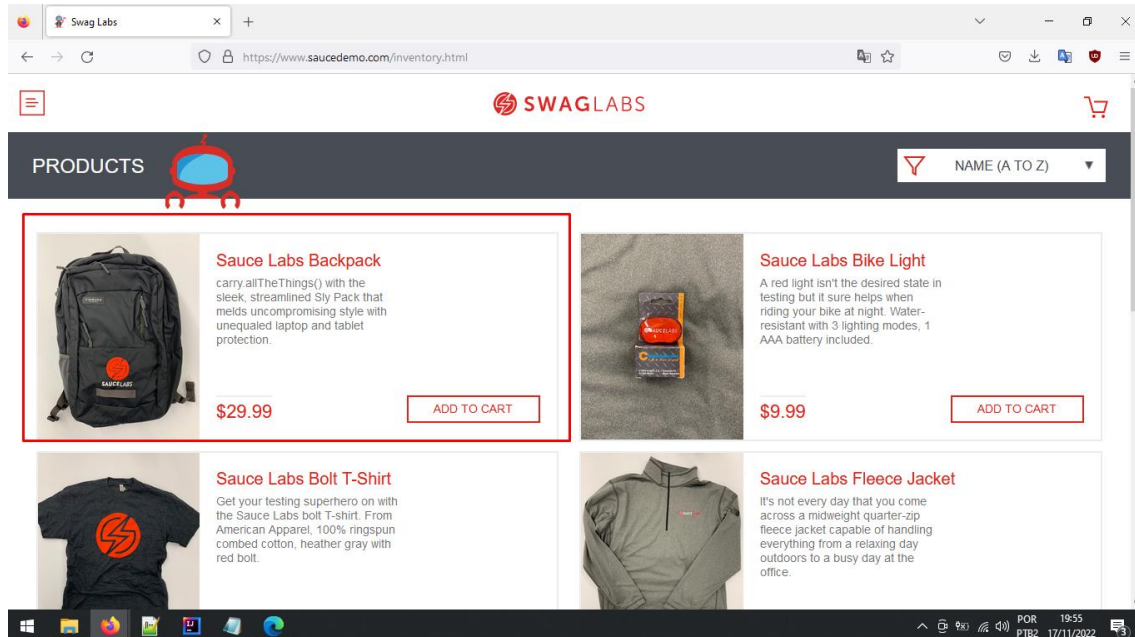 Swag Labs
https://www.saucedemo.com/inventory.html
SWAGLABS
PRODUCTS
NAME (A TO Z)
Sauce Labs Backpack
carry.allTheThings() with the
sleek, streamlined Sly Pack that
melds uncompromising style with
unequaled laptop and tablet
protection.
SAUCELABS
$29.99
ADD TO CART
Sauce Labs Bike Light
A red light isn't the desired state in
testing but it sure helps when
riding your bike at night. Water-
resistant with 3 lighting modes, 1
AAA battery included.
SAUCELABS
$9.99
ADD TO CART
Sauce Labs Bolt T-Shirt
Get your testing superhero on with
the Sauce Labs bolt T-shirt. From
American Apparel, 100% ringspun
combed cotton, heather gray with
red bolt.
Sauce Labs Fleece Jacket
It's not every day that you come
across a midweight quarter-zip
fleece jacket capable of handling
everything from a relaxing day
outdoors to a busy day at the
office.
POR
PTB2
19:55
17/11/2022
3